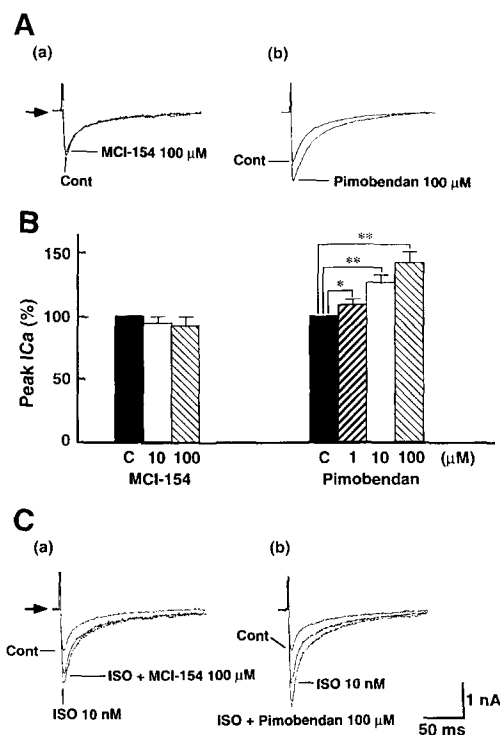 A
(a) (b)
MCI-154 100 μM
Cont
Cont
Pimobendan 100 μM
B
Peak ICa (%)
150
100
50
0
** 
**
*
C 10 100 C 1 10 100 (μM)
MCI-154 Pimobendan
C
(a) (b)
Cont
ISO + MCI-154 100 μM
ISO 10 nM
Cont
ISO 10 nM
ISO + Pimobendan 100 μM
1 nA
50 ms